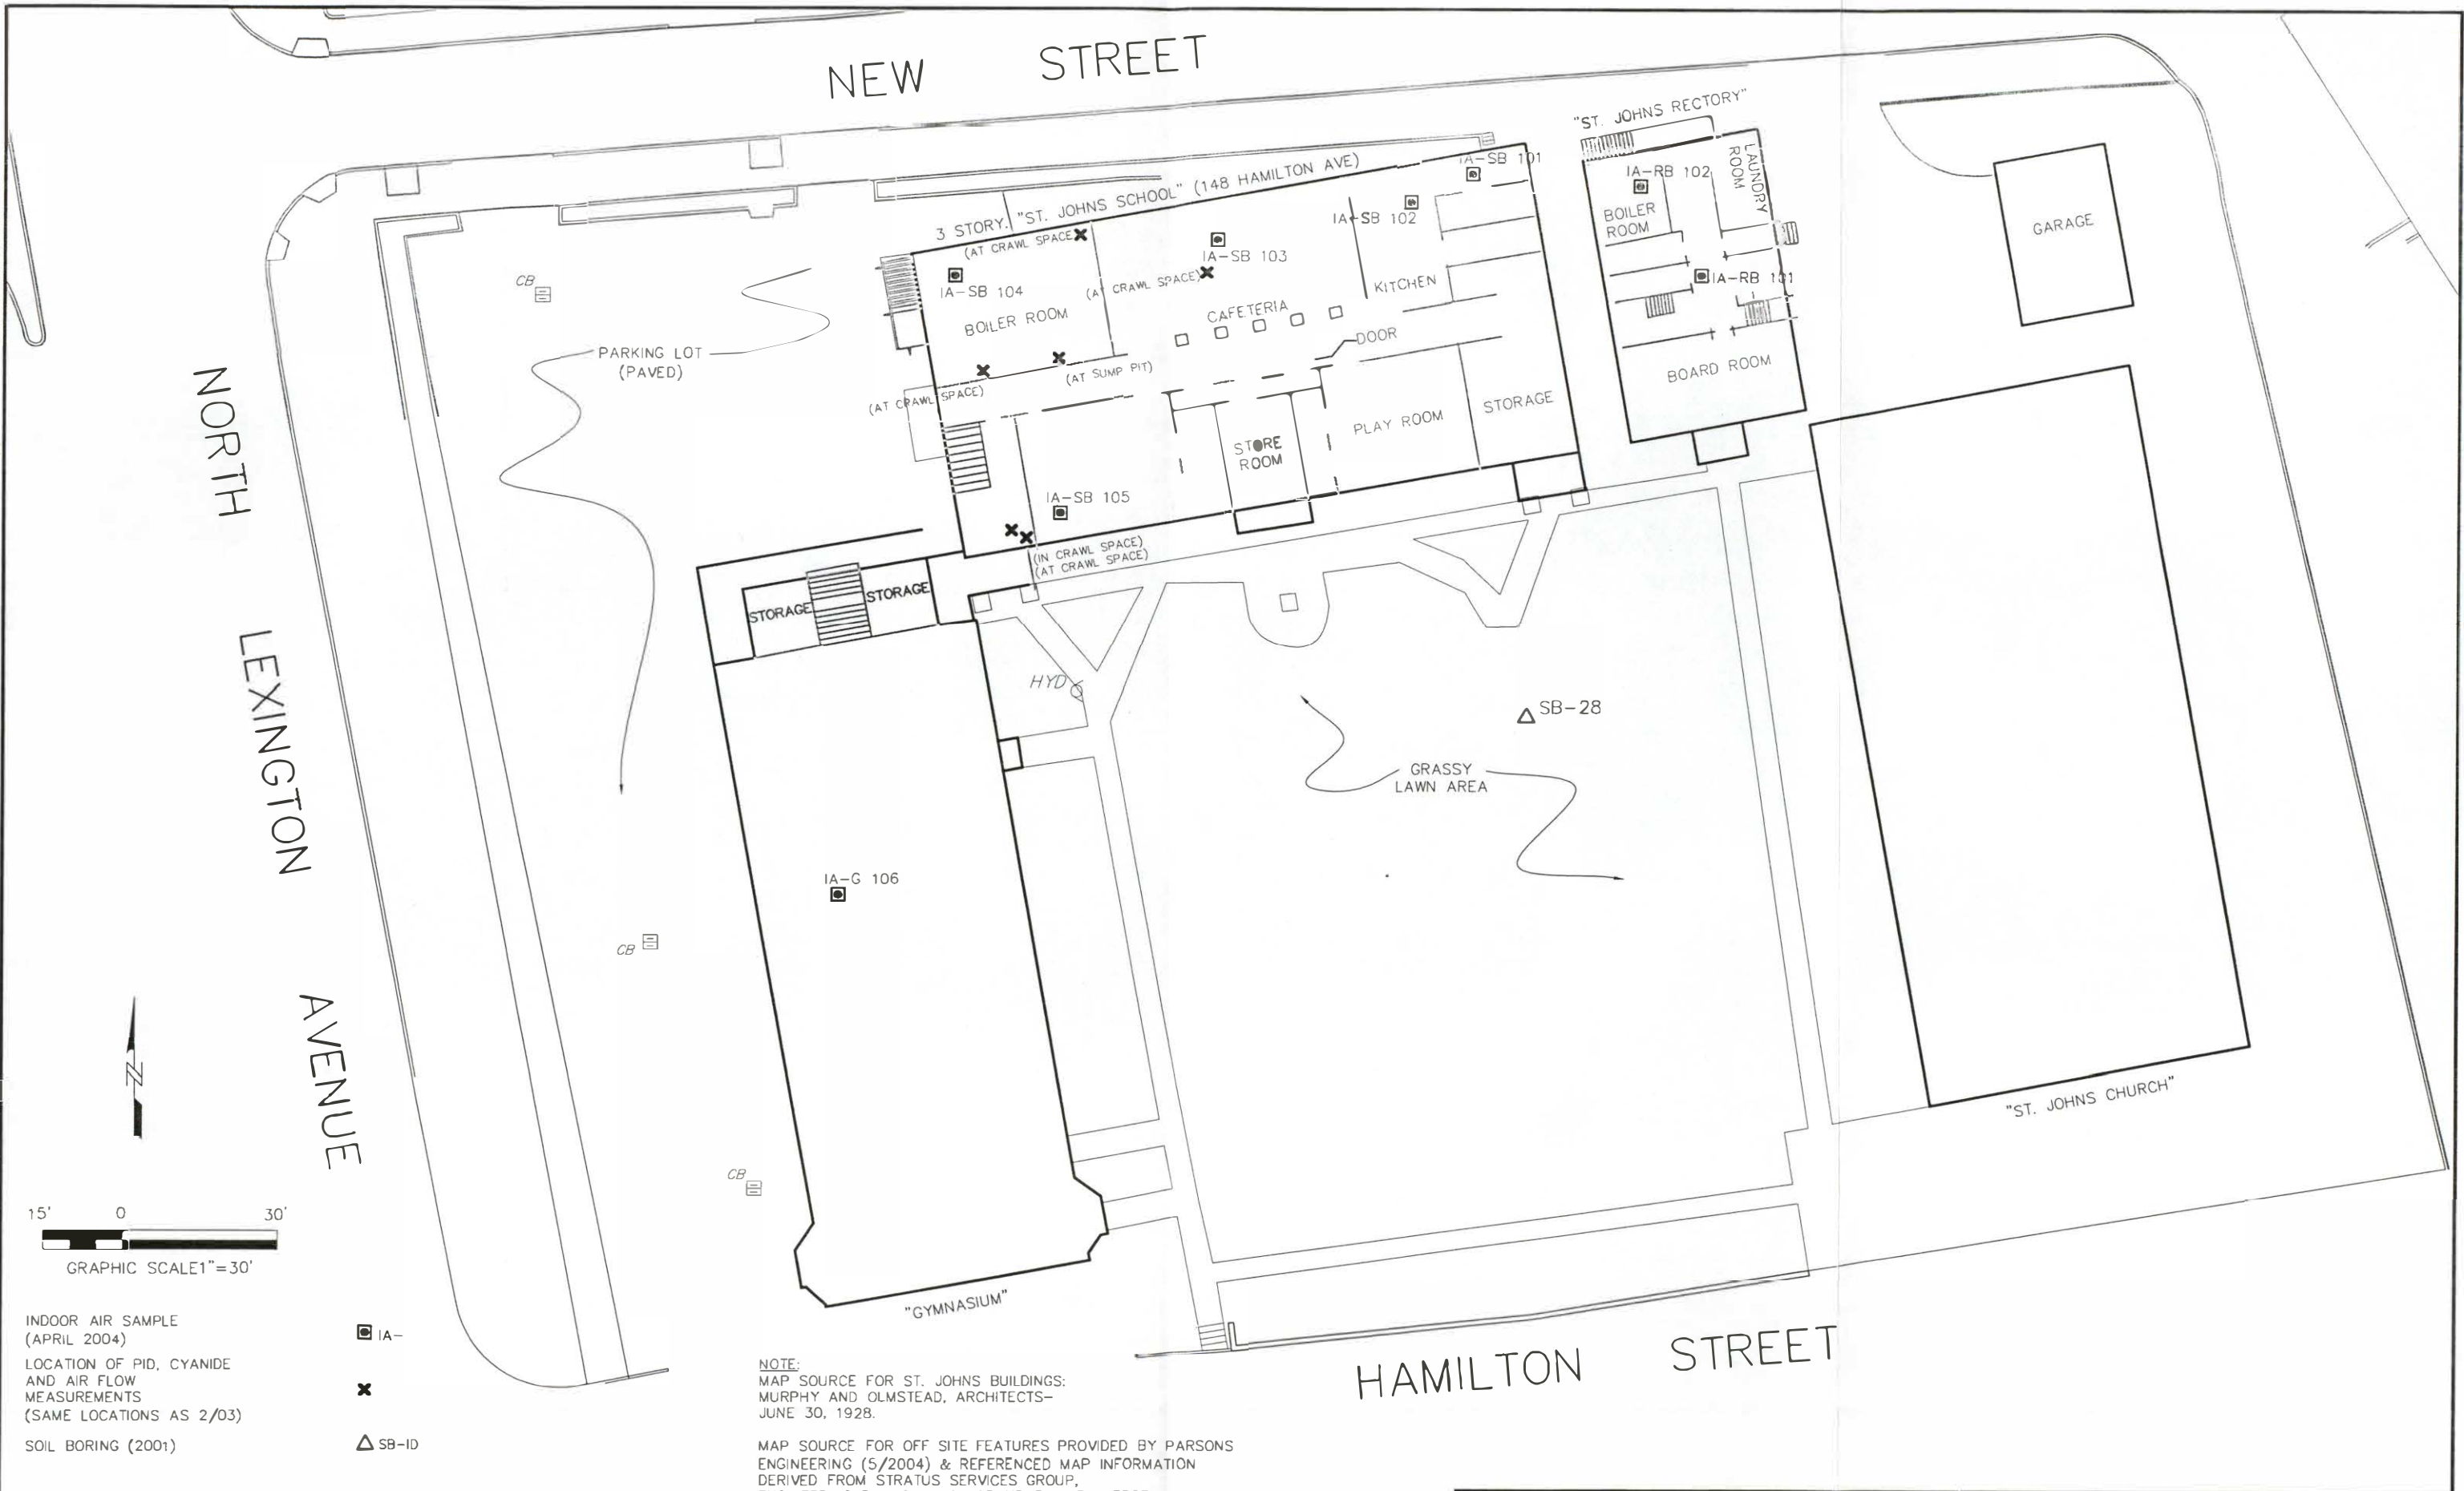 NEW STREET
"ST. JOHNS RECTORY"
3 STORY. "ST. JOHNS SCHOOL" (148 HAMILTON AVE)
(AT CRAWL SPACE)
IA-SB 101
IA-SB 102
IA-SB 103
(AT CRAWL SPACE)
IA-SB 104
BOILER ROOM
CAFETERIA
KITCHEN
DOOR
(AT SUMP PIT)
(AT CRAWL SPACE)
IA-SB 105
STORE
ROOM
PLAY ROOM
STORAGE
(IN CRAWL SPACE)
(AT CRAWL SPACE)
IA-RB 102
LAUNDRY
ROOM
BOILER
ROOM
IA-RB 101
BOARD ROOM
GARAGE
CB
PARKING LOT
(PAVED)
NORTH LEXINGTON AVENUE
STORAGE
STORAGE
HYD
SB-28
GRASSY
LAWN AREA
IA-G 106
CB
CB
"ST. JOHNS CHURCH"
"GYMNASIUM"
HAMILTON STREET
N
15' 0 30'
GRAPHIC SCALE1"=30'
INDOOR AIR SAMPLE
(APRIL 2004)
IA-
LOCATION OF PID, CYANIDE
AND AIR FLOW
MEASUREMENTS
(SAME LOCATIONS AS 2/03)
SOIL BORING (2001)
SB-ID
NOTE:
MAP SOURCE FOR ST. JOHNS BUILDINGS:
MURPHY AND OLMSTEAD, ARCHITECTS-
JUNE 30, 1928.
MAP SOURCE FOR OFF SITE FEATURES PROVIDED BY PARSONS
ENGINEERING (5/2004) & REFERENCED MAP INFORMATION
DERIVED FROM STRATUS SERVICES GROUP,